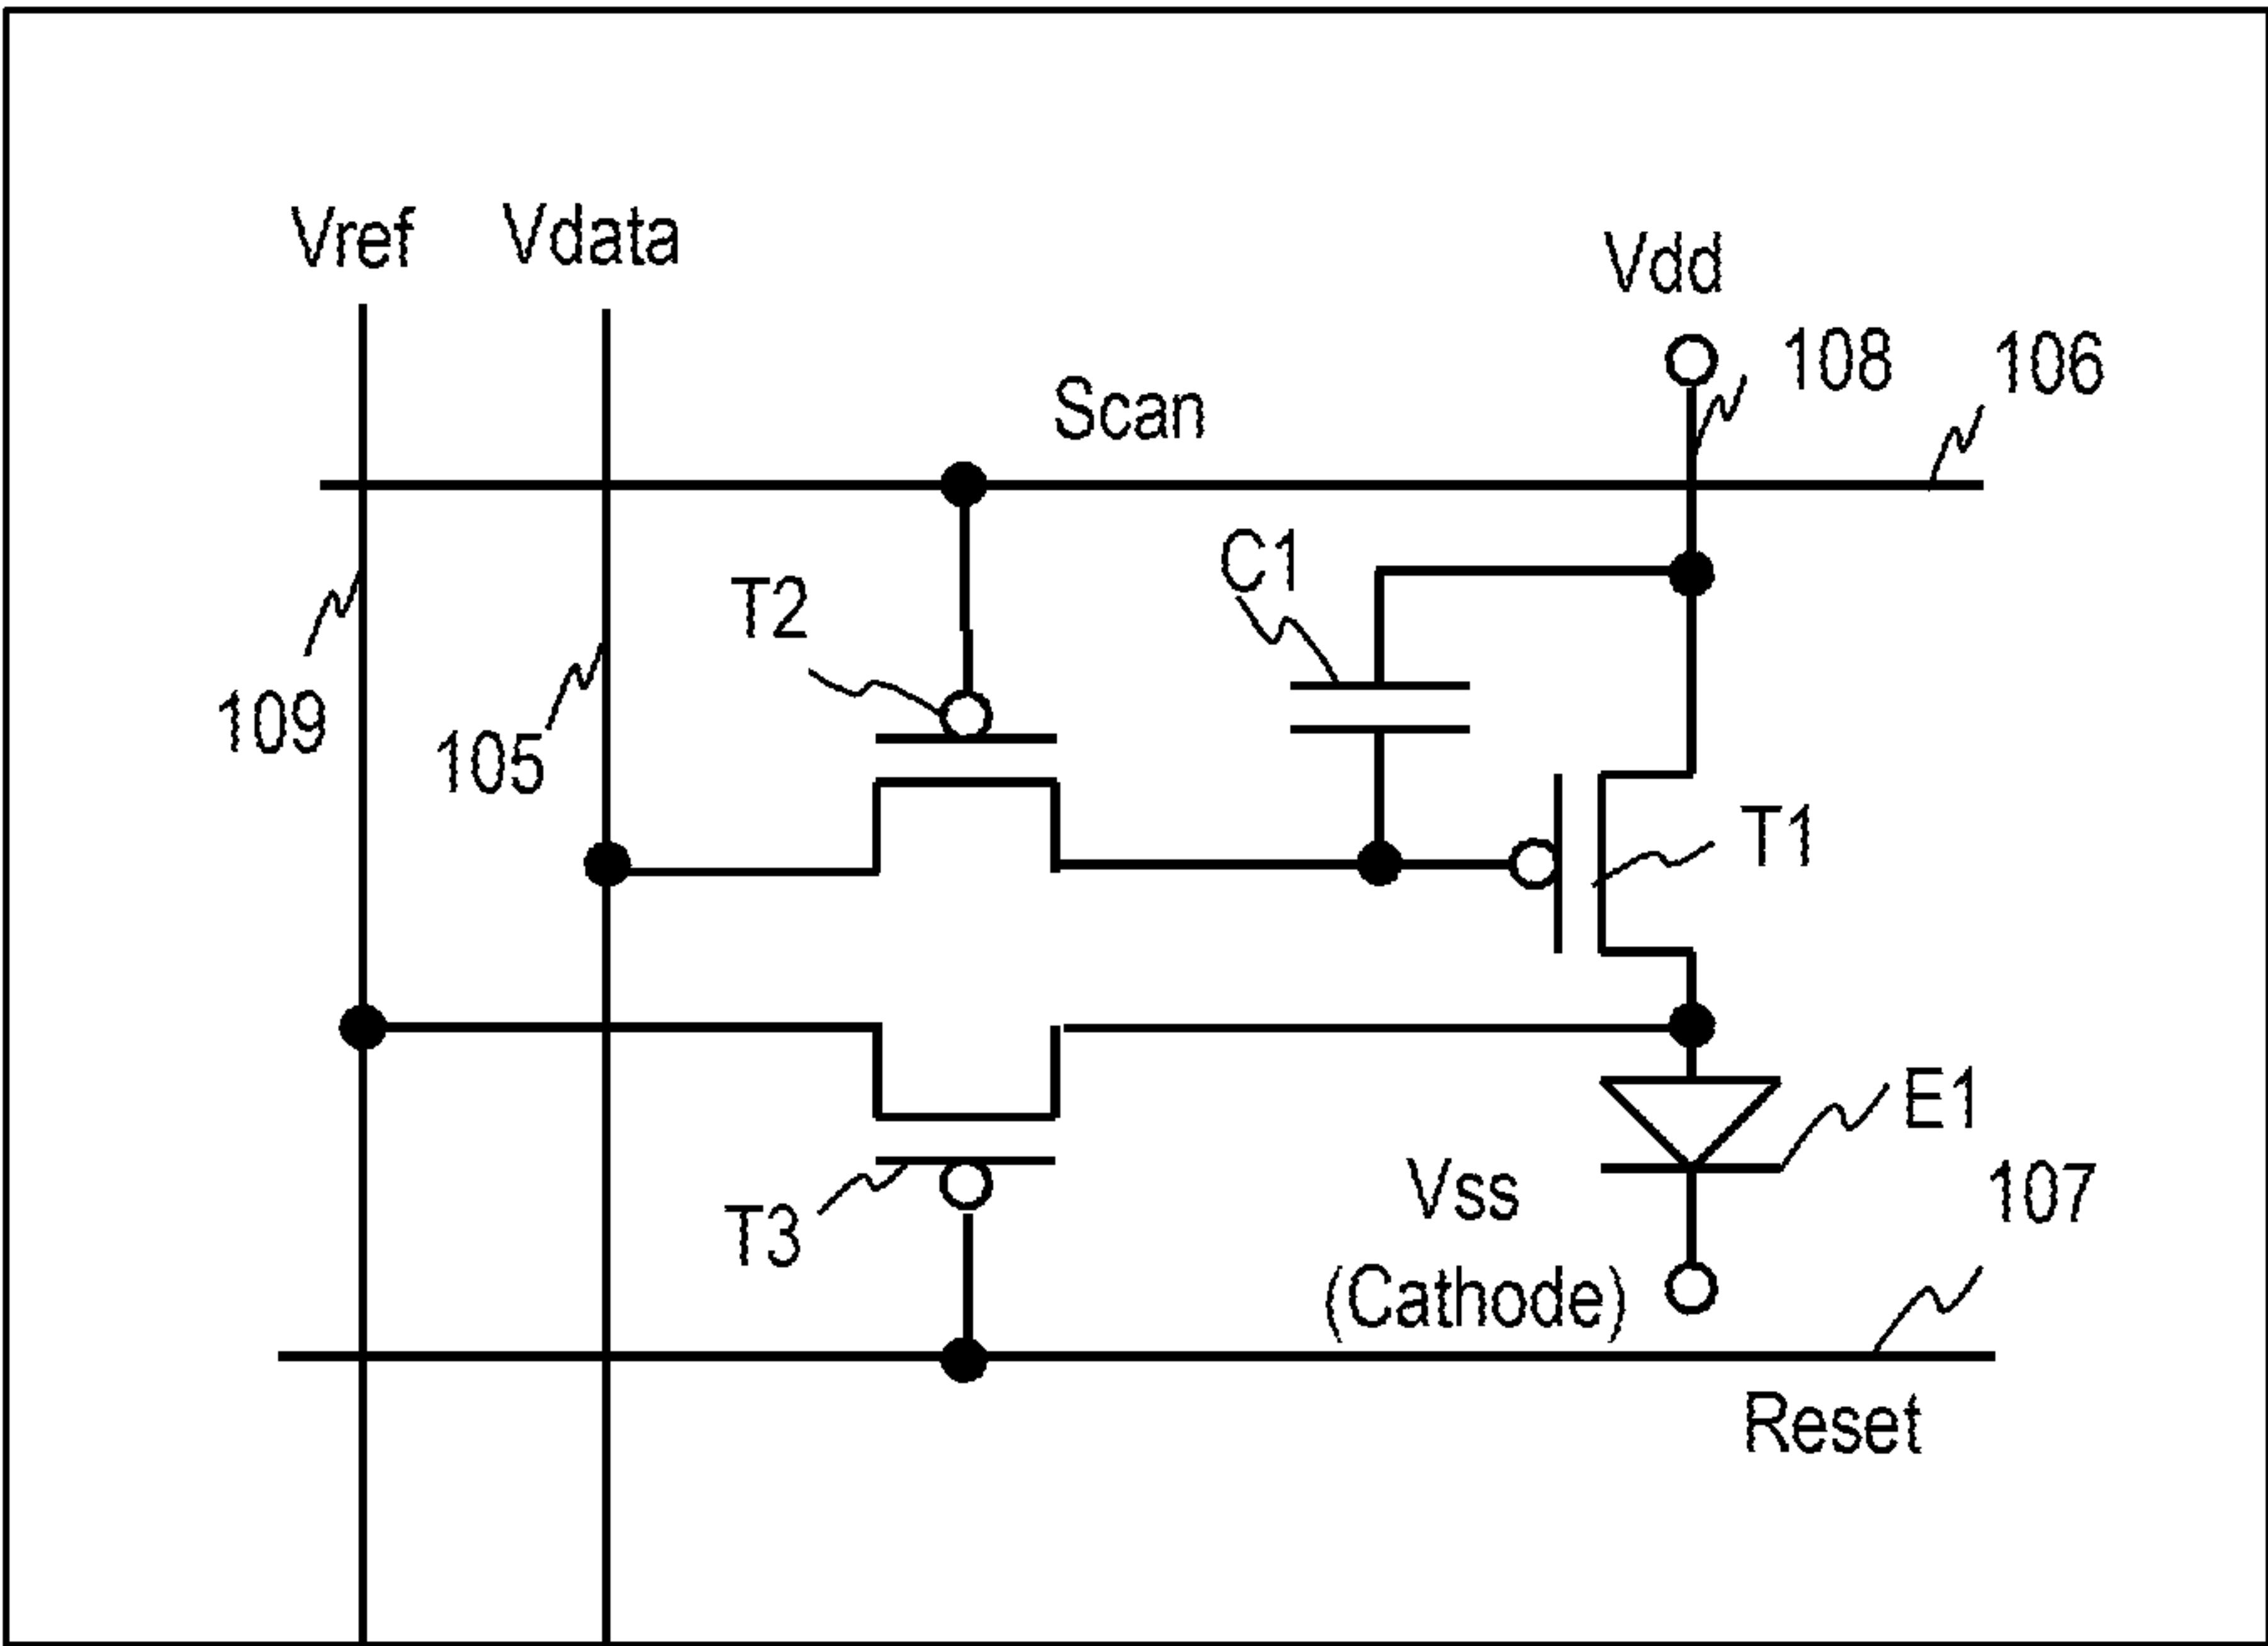 Vref
Vdata
Vdd
108
106
Scan
C1
T2
109
105
T1
E1
Vss
107
T3
(Cathode)
Reset